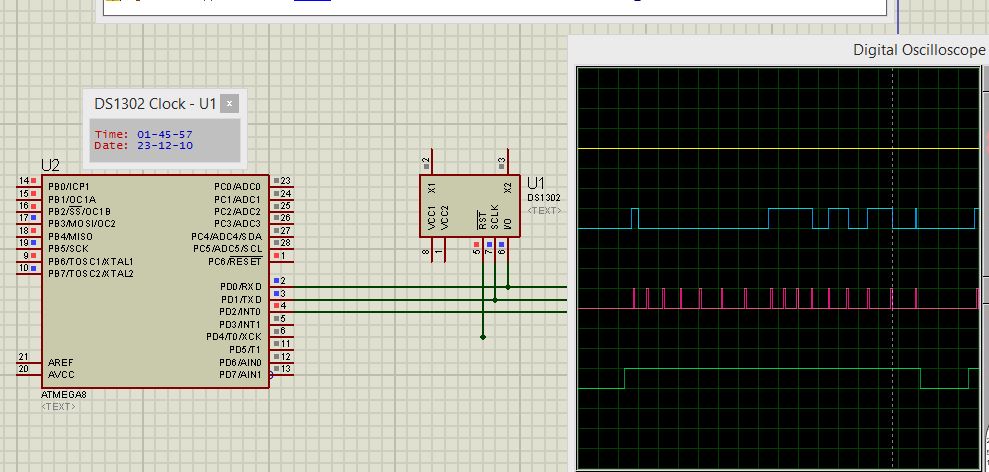 Digital Oscilloscope
DS1302 Clock - U1
x
Time: 01-45-57
Date: 23-12-10
U2
14 PB0/ICP1 PC0/ADC0 23
15 PB1/OC1A PC1/ADC1 24
16 PB2/SS/OC1B PC2/ADC2 25
17 PB3/MOSI/OC2 PC3/ADC3 26
18 PB4/MISO PC4/ADC4/SDA 27
19 PB5/SCK PC5/ADC5/SCL 28
9 PB6/TOSC1/XTAL1 PC6/RESET 1
10 PB7/TOSC2/XTAL2
PD0/RXD 2
PD1/TXD 3
PD2/INT0 4
PD3/INT1 5
PD4/T0/XCK 6
PD5/T1 11
21 AREF PD6/AIN0 12
20 AVCC PD7/AIN1 13
ATMEGA8
<TEXT>
2 3
X1 X2
U1
DS1302
<TEXT>
VCC1 VCC2 RST SCLK I/O
8 1 5 7 6